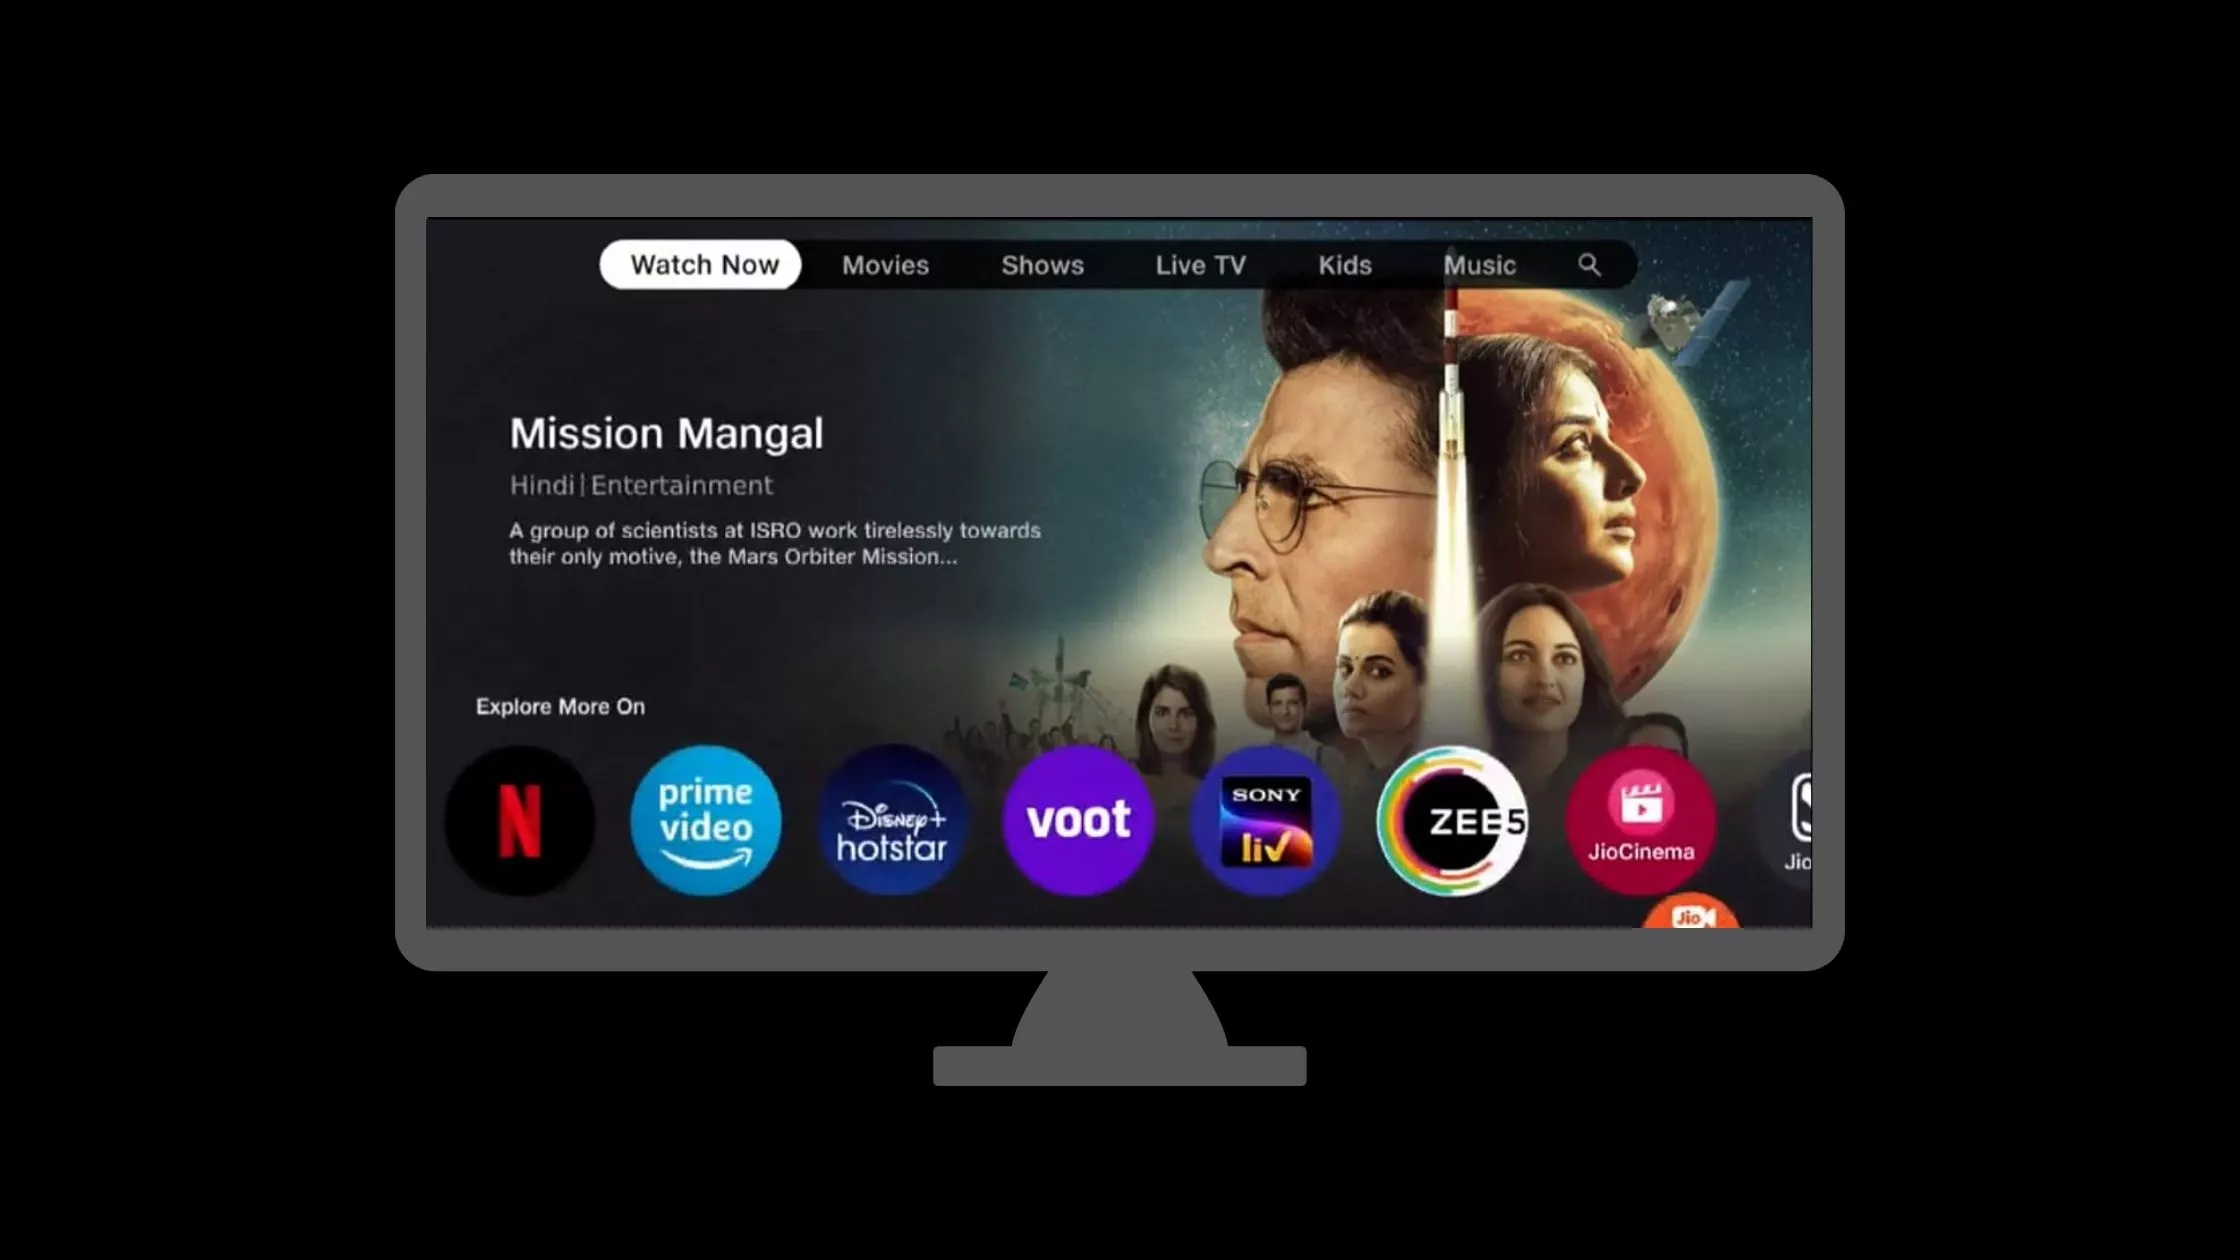 Watch Now Movies Shows Live TV Kids Music
Mission Mangal
Hindi|Entertainment
A group of scientists at ISRO work tirelessly towards
their only motive, the Mars Orbiter Mission...
Explore More On
N
prime
video
Disney+
hotstar
voot
SONY
liv
ZEE5
JioCinema
Jio
Jio